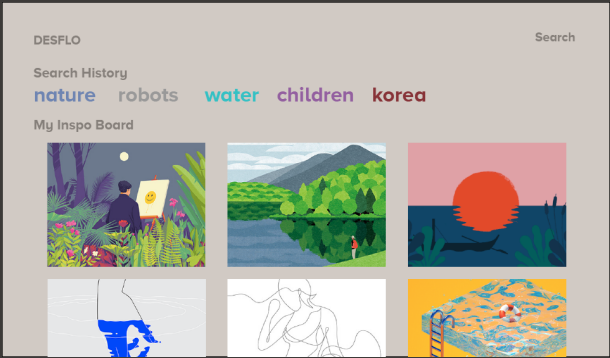 DESFLO
Search
Search History
nature robots water children korea
My Inspo Board